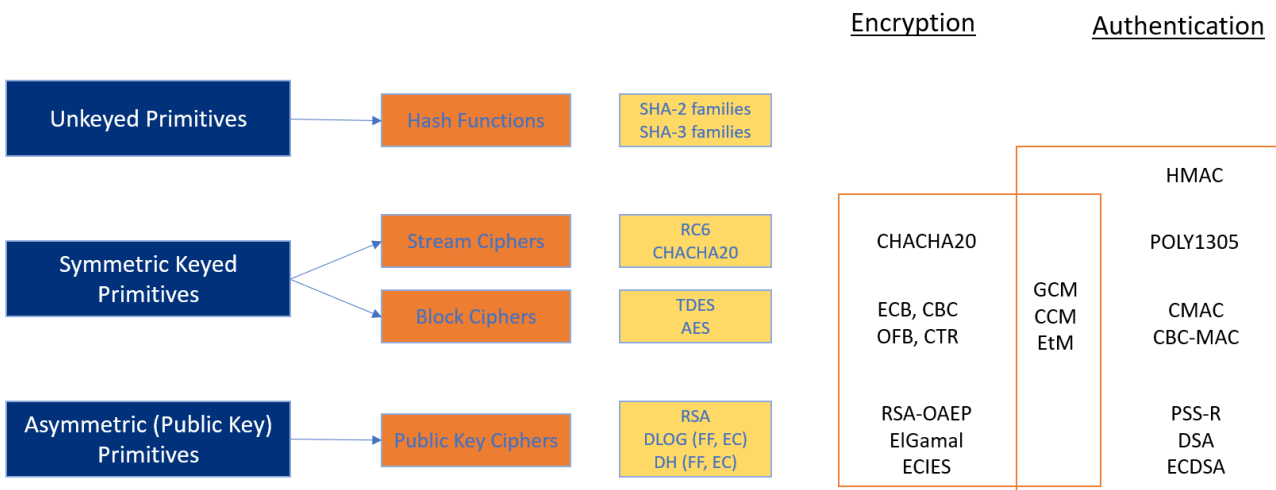 Encryption
Authentication
Unkeyed Primitives
Hash Functions
SHA-2 families
SHA-3 families
HMAC
Symmetric Keyed
Primitives
Stream Ciphers
RC6
CHACHA20
CHACHA20
POLY1305
Block Ciphers
TDES
AES
ECB, CBC
OFB, CTR
GCM
CCM
EtM
CMAC
CBC-MAC
Asymmetric (Public Key)
Primitives
Public Key Ciphers
RSA
DLOG (FF, EC)
DH (FF, EC)
RSA-OAEP
ElGamal
ECIES
PSS-R
DSA
ECDSA